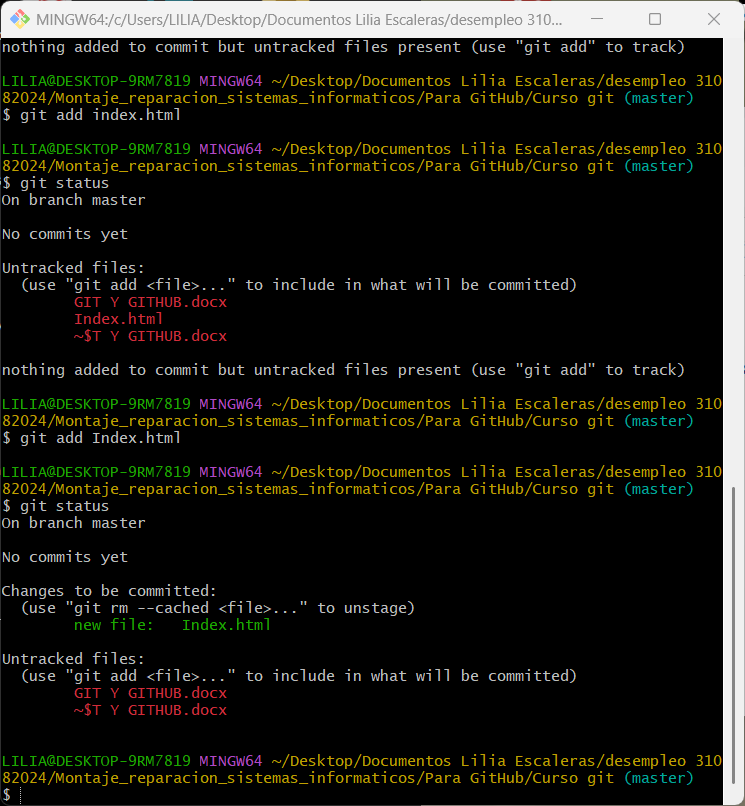 MINGW64:/c/Users/LILIA/Desktop/Documentos Lilia Escaleras/desempleo 310...
nothing added to commit but untracked files present (use "git add" to track)
LILIA@DESKTOP-9RM7819 MINGW64 ~/Desktop/Documentos Lilia Escaleras/desempleo 310
82024/Montaje_reparacion_sistemas_informaticos/Para GitHub/Curso git (master)
$ git add index.html
LILIA@DESKTOP-9RM7819 MINGW64 ~/Desktop/Documentos Lilia Escaleras/desempleo 310
82024/Montaje_reparacion_sistemas_informaticos/Para GitHub/Curso git (master)
$ git status
On branch master
No commits yet
Untracked files:
(use "git add <file>..." to include in what will be committed)
GIT Y GITHUB.docx
Index.html
~$T Y GITHUB.docx
nothing added to commit but untracked files present (use "git add" to track)
LILIA@DESKTOP-9RM7819 MINGW64 ~/Desktop/Documentos Lilia Escaleras/desempleo 310
82024/Montaje_reparacion_sistemas_informaticos/Para GitHub/Curso git (master)
$ git add Index.html
LILIA@DESKTOP-9RM7819 MINGW64 ~/Desktop/Documentos Lilia Escaleras/desempleo 310
82024/Montaje_reparacion_sistemas_informaticos/Para GitHub/Curso git (master)
$ git status
On branch master
No commits yet
Changes to be committed:
(use "git rm --cached <file>..." to unstage)
new file:   Index.html
Untracked files:
(use "git add <file>..." to include in what will be committed)
GIT Y GITHUB.docx
~$T Y GITHUB.docx
LILIA@DESKTOP-9RM7819 MINGW64 ~/Desktop/Documentos Lilia Escaleras/desempleo 310
82024/Montaje_reparacion_sistemas_informaticos/Para GitHub/Curso git (master)
$